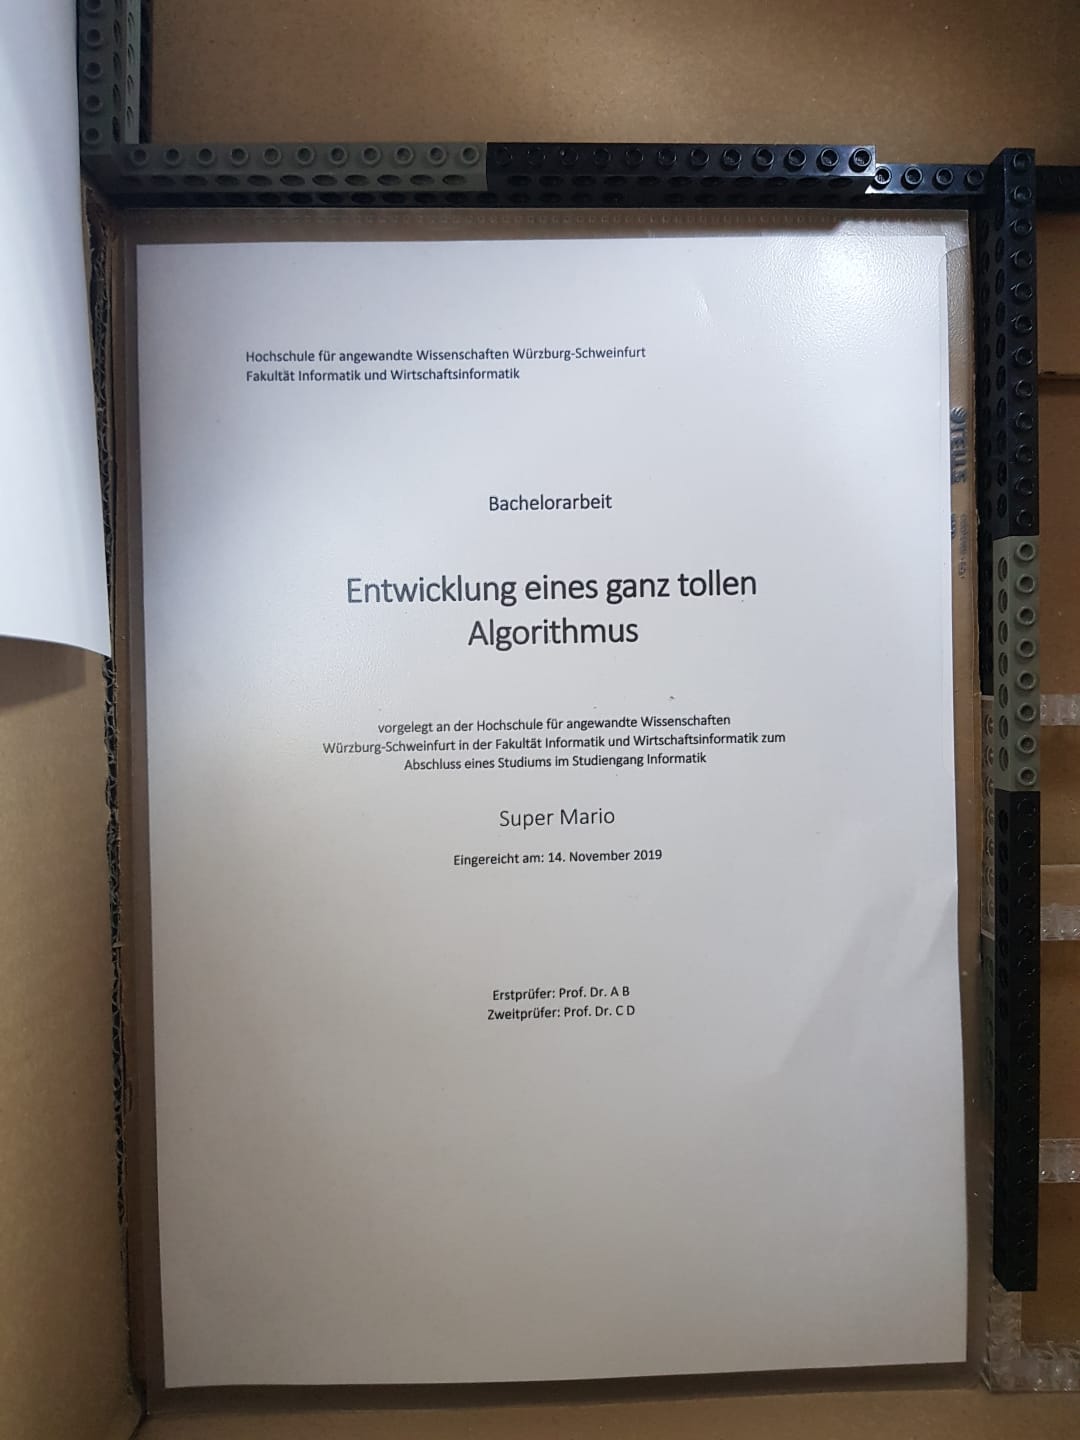 Hochschule für angewandte Wissenschaften Würzburg-Schweinfurt
Fakultät Informatik und Wirtschaftsinformatik
Bachelorarbeit
Entwicklung eines ganz tollen
Algorithmus
vorgelegt an der Hochschule für angewandte Wissenschaften
Würzburg-Schweinfurt in der Fakultät Informatik und Wirtschaftsinformatik zum
Abschluss eines Studiums im Studiengang Informatik
Super Mario
Eingereicht am: 14. November 2019
Erstprüfer: Prof. Dr. A B
Zweitprüfer: Prof. Dr. C D